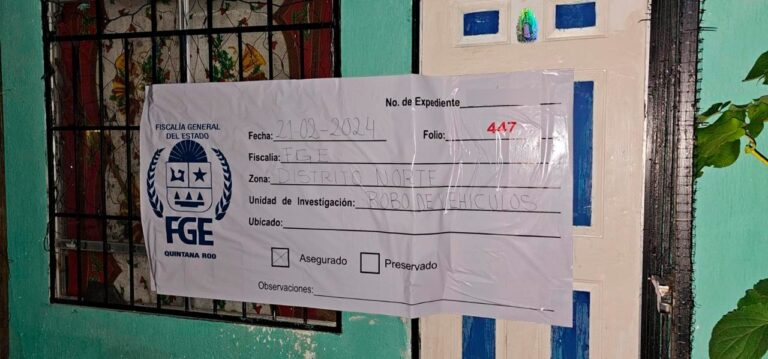 FISCALÍA GENERAL
DEL ESTADO
FGE
QUINTANA ROO
No. de Expediente
Fecha: 21-02-2024 Folio: 447
Fiscalía: FGE
Zona: DISTRITO NORTE
Unidad de Investigación: ROBO DE VEHICULOS
Ubicado:
Asegurado Preservado
Observaciones: